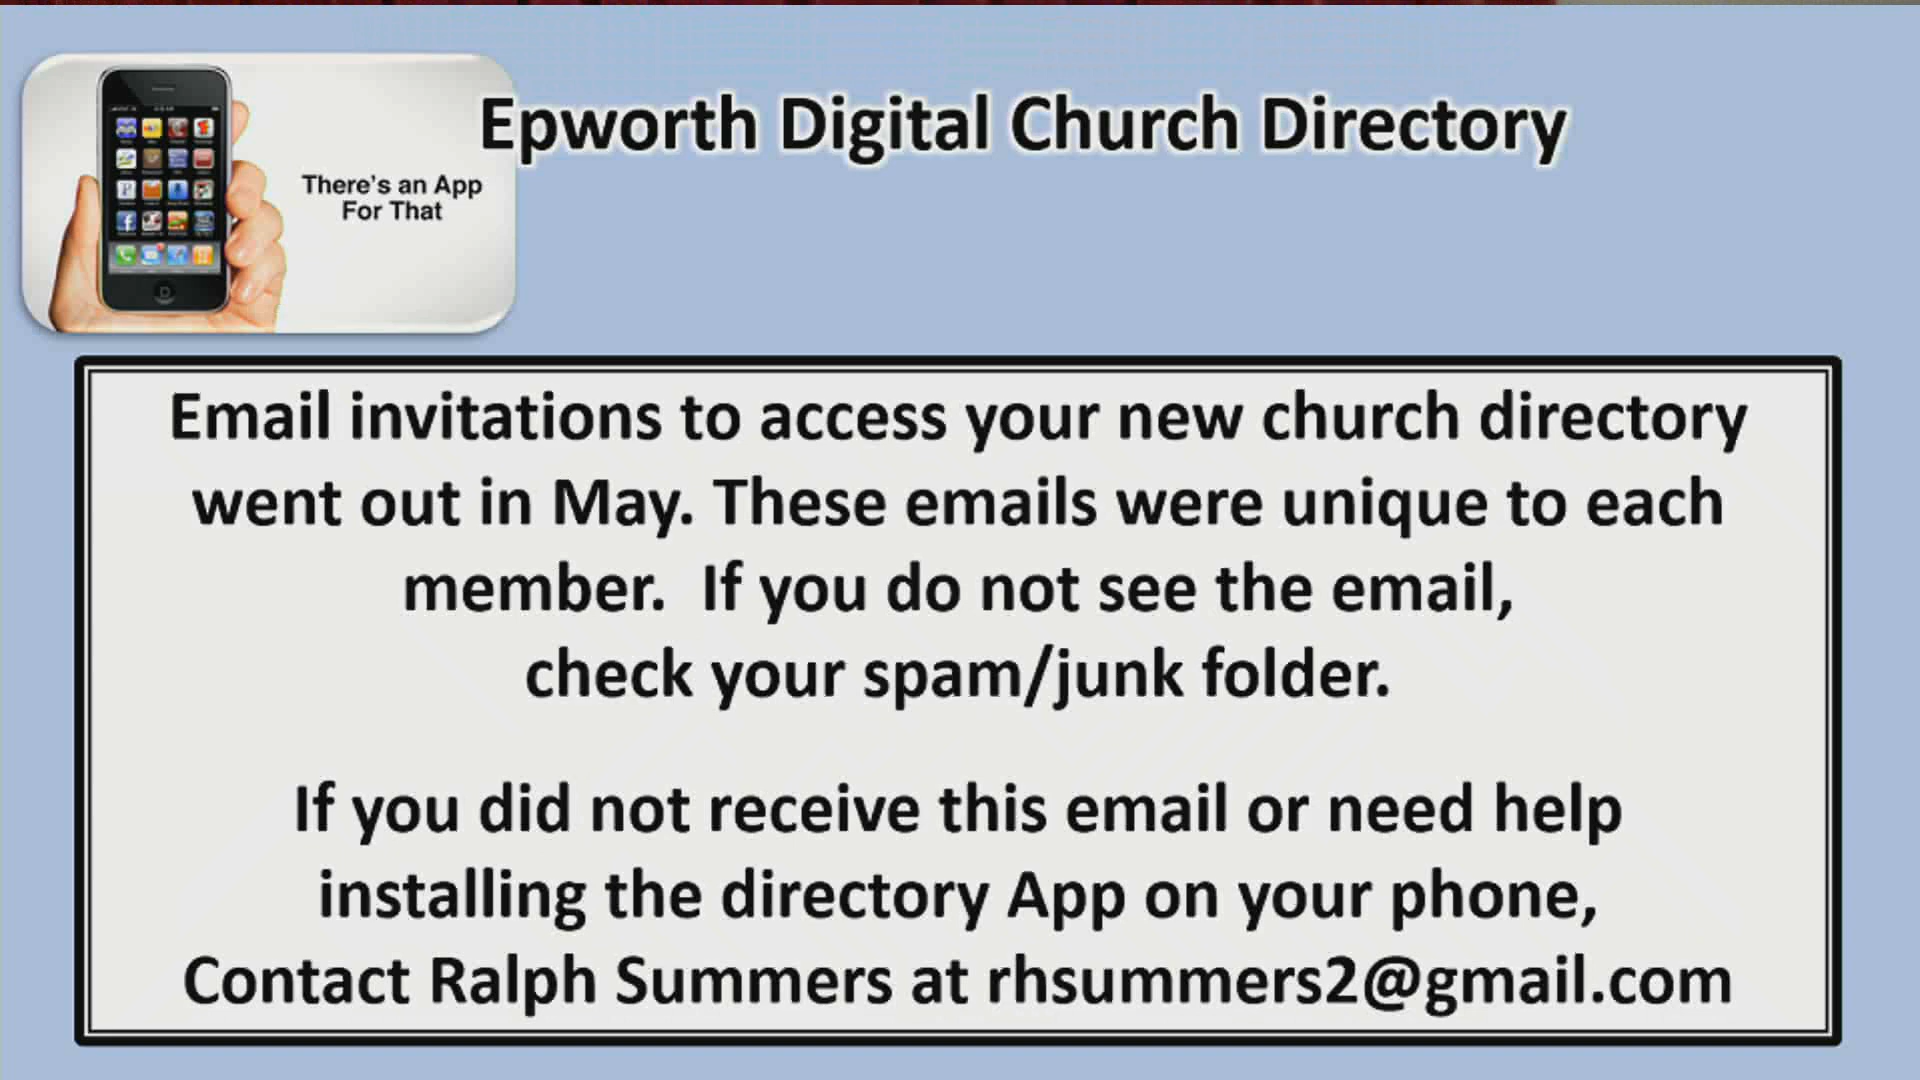 Epworth Digital Church Directory
There's an App
For That
Email invitations to access your new church directory
went out in May. These emails were unique to each
member.  If you do not see the email,
check your spam/junk folder.
If you did not receive this email or need help
installing the directory App on your phone,
Contact Ralph Summers at rhsummers2@gmail.com